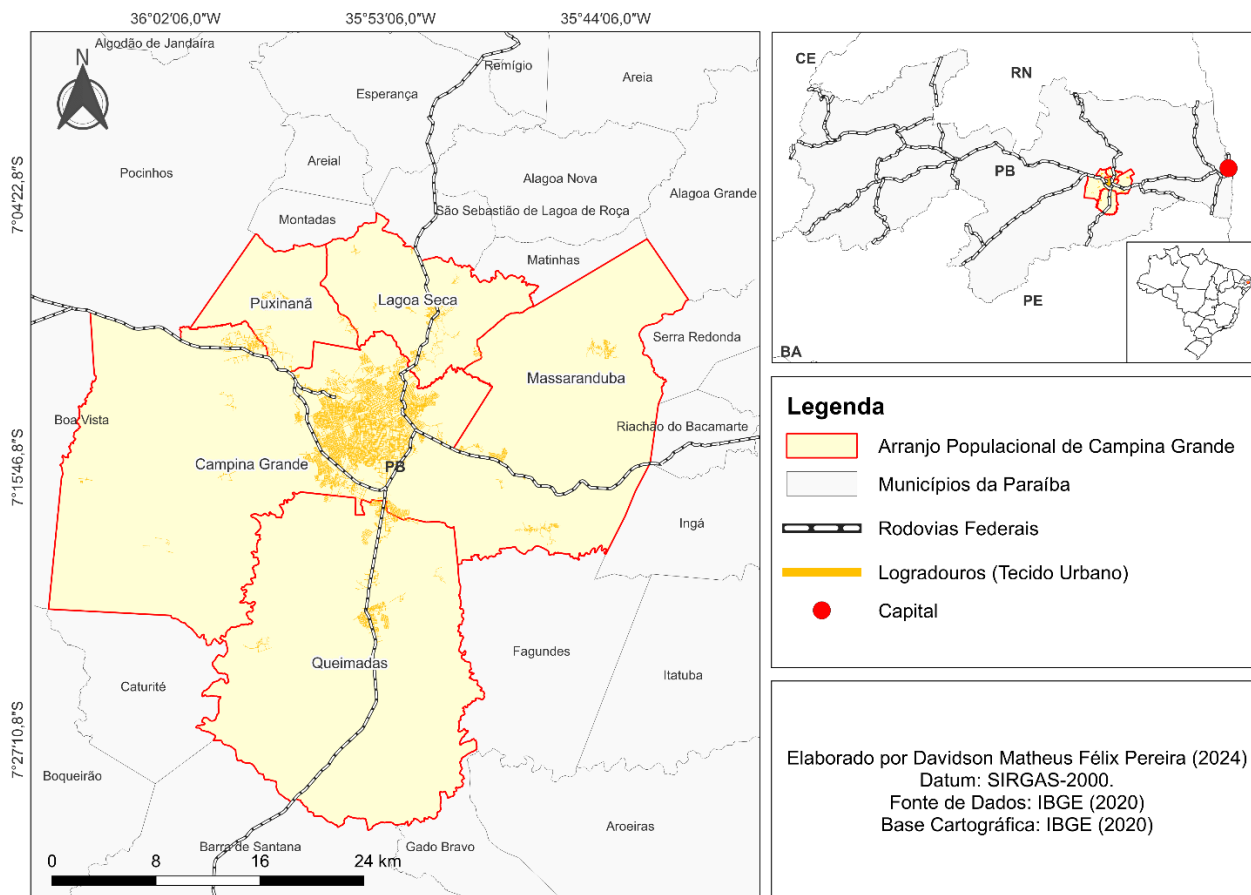 36°02′06,0″W
35°53′06,0″W
35°44′06,0″W
7°04′22,8″S
7°15′46,8″S
7°27′10,8″S
N
Algodão de Jandaíra
Remígio
Areia
Esperança
Areial
Pocinhos
Alagoa Nova
Alagoa Grande
Montadas
São Sebastião de Lagoa de Roça
Matinhas
Puxinanã
Lagoa Seca
Serra Redonda
Massaranduba
Boa Vista
Riachão do Bacamarte
Campina Grande
PB
Ingá
Queimadas
Fagundes
Itatuba
Caturité
Boqueirão
Aroeiras
Barra de Santana
Gado Bravo
0 8 16 24 km
CE
RN
PB
PE
BA
Legenda
Arranjo Populacional de Campina Grande
Municípios da Paraíba
Rodovias Federais
Logradouros (Tecido Urbano)
Capital
Elaborado por Davidson Matheus Félix Pereira (2024)
Datum: SIRGAS-2000.
Fonte de Dados: IBGE (2020)
Base Cartográfica: IBGE (2020)